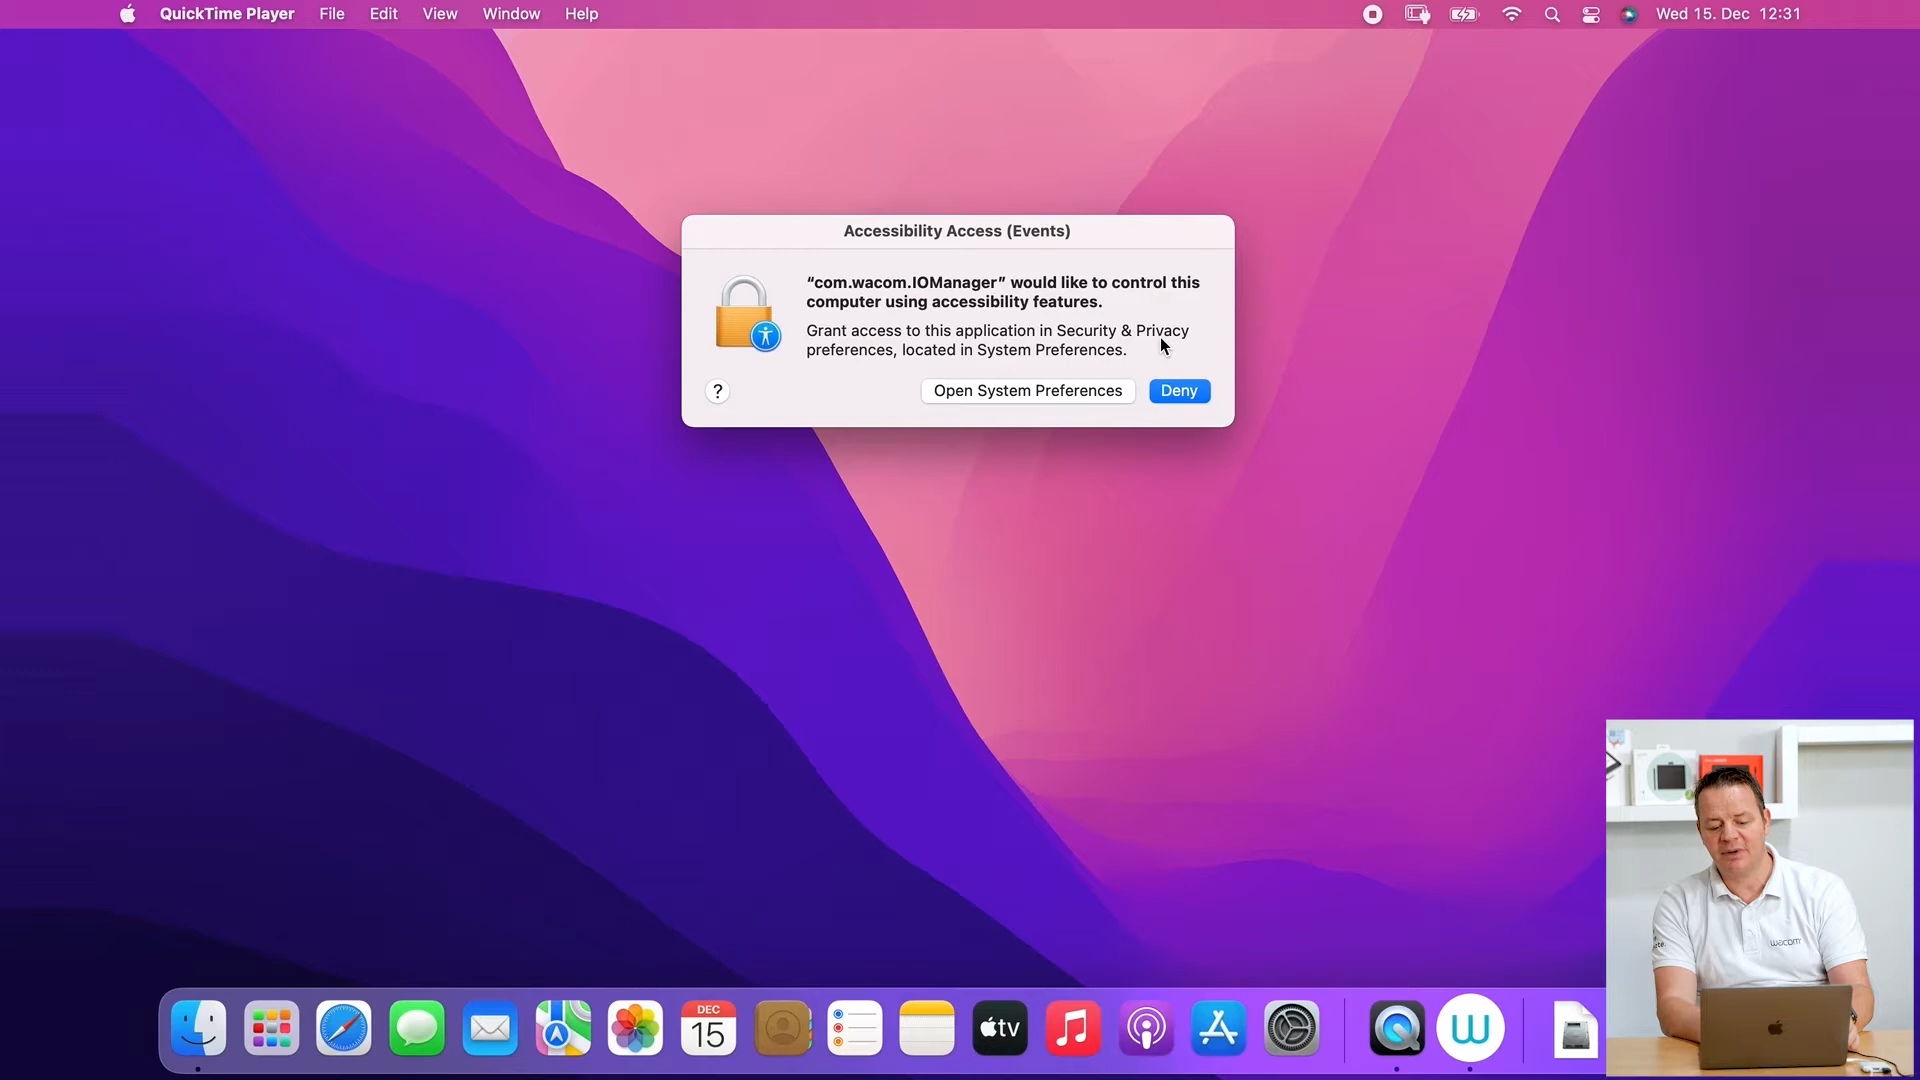 QuickTime Player File Edit View Window Help Wed 15. Dec 12:31
Accessibility Access (Events)
“com.wacom.IOManager” would like to control this
computer using accessibility features.
Grant access to this application in Security & Privacy
preferences, located in System Preferences.
? Open System Preferences Deny
DEC
15
tv
W
wacom